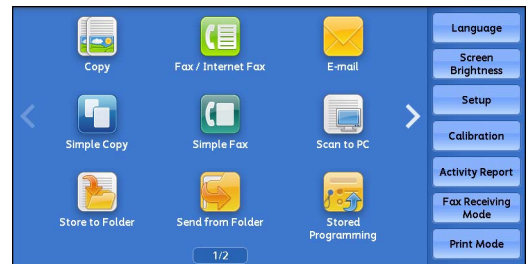 Copy
Fax / Internet Fax
E-mail
Simple Copy
Simple Fax
Scan to PC
Store to Folder
Send from Folder
Stored
Programming
1/2
Language
Screen
Brightness
Setup
Calibration
Activity Report
Fax Receiving
Mode
Print Mode